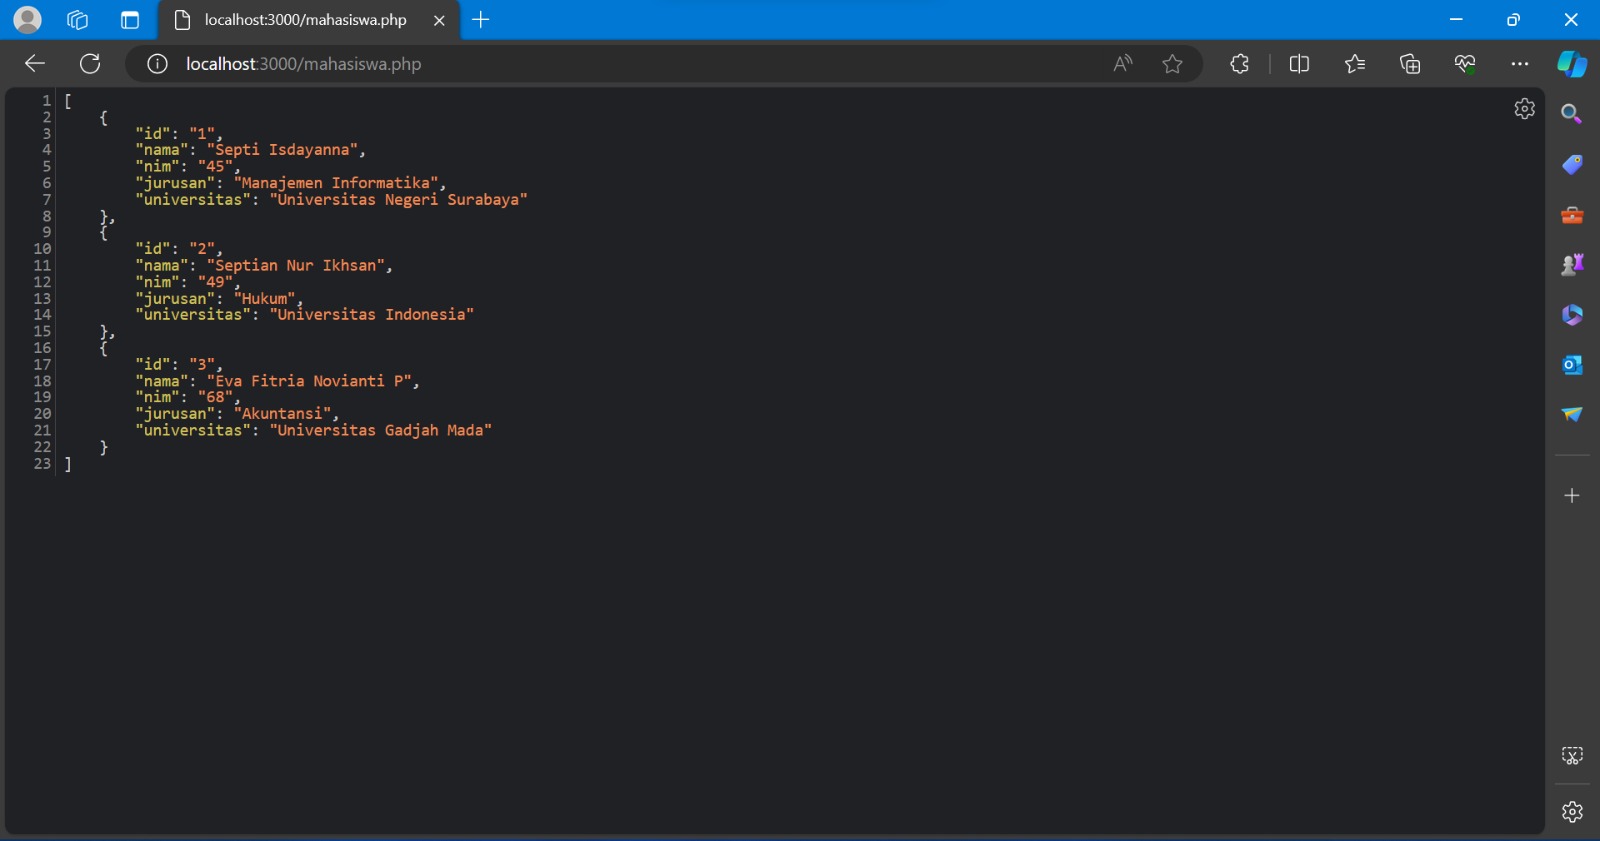 localhost:3000/mahasiswa.php
localhost:3000/mahasiswa.php
1 [
2 {
3 "id": "1",
4 "nama": "Septi Isdayanna",
5 "nim": "45",
6 "jurusan": "Manajemen Informatika",
7 "universitas": "Universitas Negeri Surabaya"
8 },
9 {
10 "id": "2",
11 "nama": "Septian Nur Ikhsan",
12 "nim": "49",
13 "jurusan": "Hukum",
14 "universitas": "Universitas Indonesia"
15 },
16 {
17 "id": "3",
18 "nama": "Eva Fitria Novianti P",
19 "nim": "68",
20 "jurusan": "Akuntansi",
21 "universitas": "Universitas Gadjah Mada"
22 }
23 ]